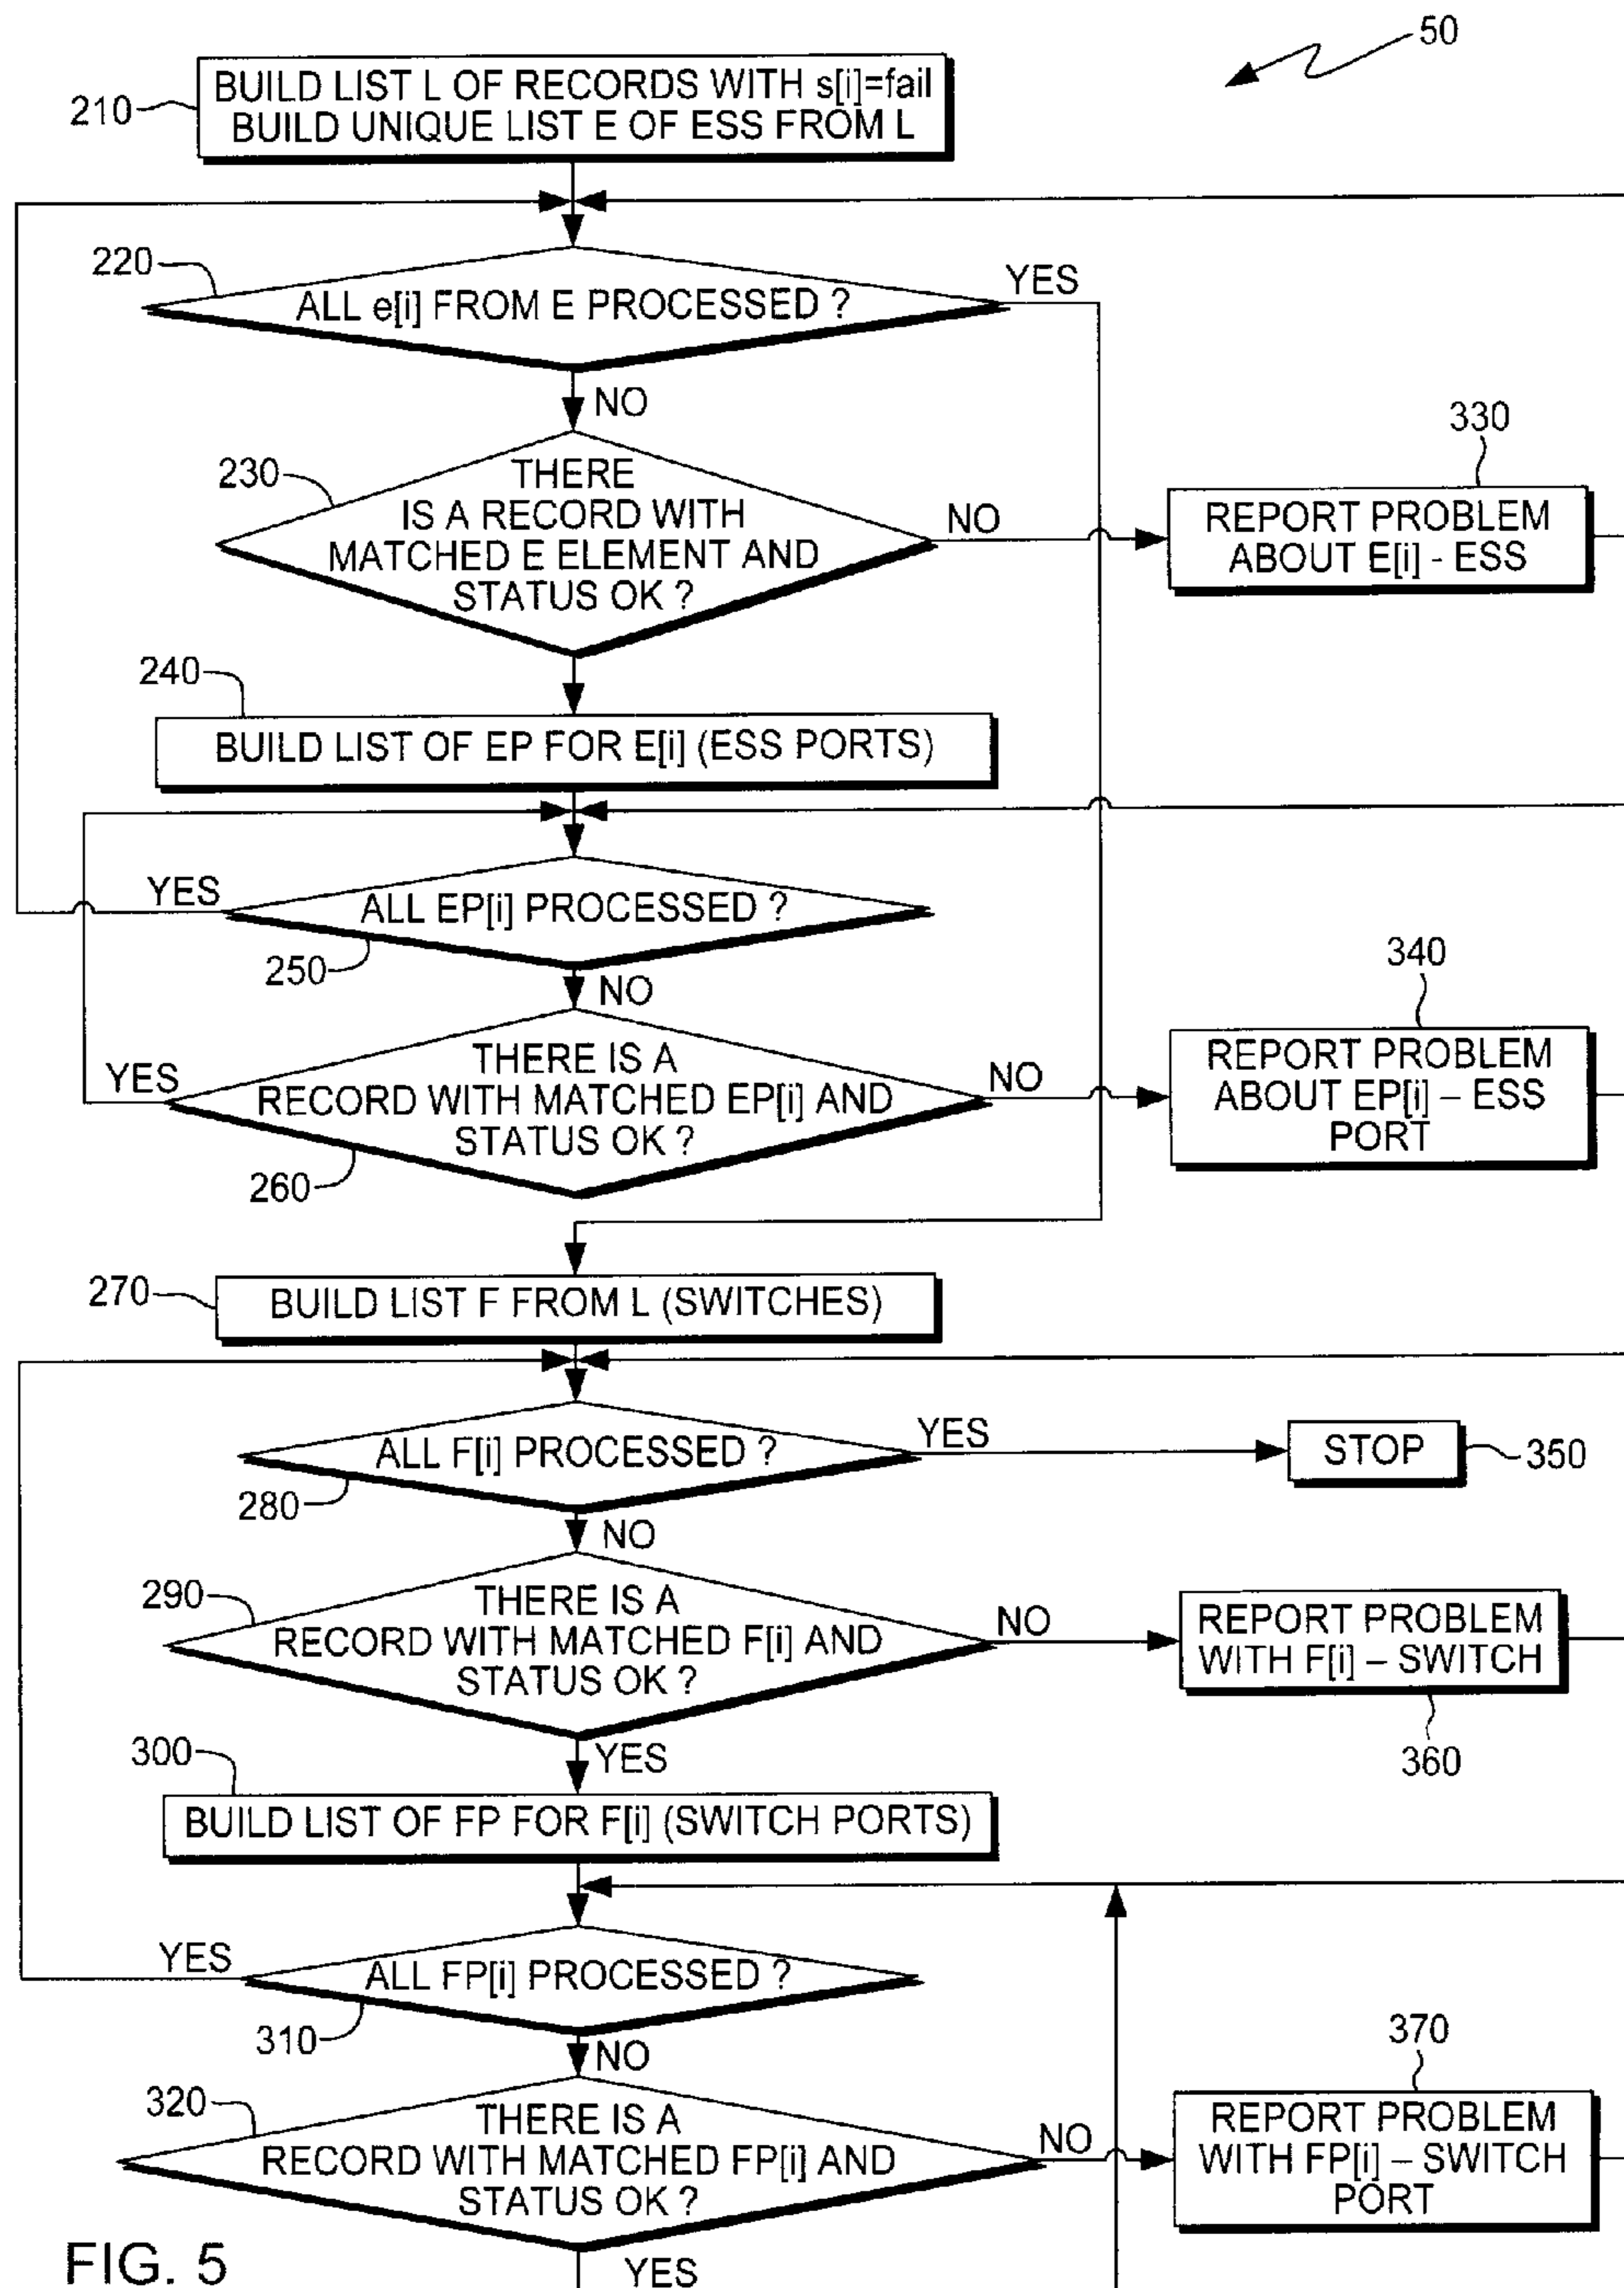 50
210
BUILD LIST L OF RECORDS WITH s[i]=fail
BUILD UNIQUE LIST E OF ESS FROM L
220
ALL e[i] FROM E PROCESSED ?
YES
NO
230
THERE
IS A RECORD WITH
MATCHED E ELEMENT AND
STATUS OK ?
NO
330
REPORT PROBLEM
ABOUT E[i] - ESS
240
BUILD LIST OF EP FOR E[i] (ESS PORTS)
YES
ALL EP[i] PROCESSED ?
250
NO
340
YES
THERE IS A
RECORD WITH MATCHED EP[i] AND
STATUS OK ?
NO
REPORT PROBLEM
ABOUT EP[i] – ESS
PORT
260
270
BUILD LIST F FROM L (SWITCHES)
ALL F[i] PROCESSED ?
YES
STOP
350
280
NO
290
THERE IS A
RECORD WITH MATCHED F[i] AND
STATUS OK ?
NO
REPORT PROBLEM
WITH F[i] – SWITCH
360
YES
300
BUILD LIST OF FP FOR F[i] (SWITCH PORTS)
YES
ALL FP[i] PROCESSED ?
310
NO
370
320
THERE IS A
RECORD WITH MATCHED FP[i] AND
STATUS OK ?
NO
REPORT PROBLEM
WITH FP[i] – SWITCH
PORT
YES
FIG. 5